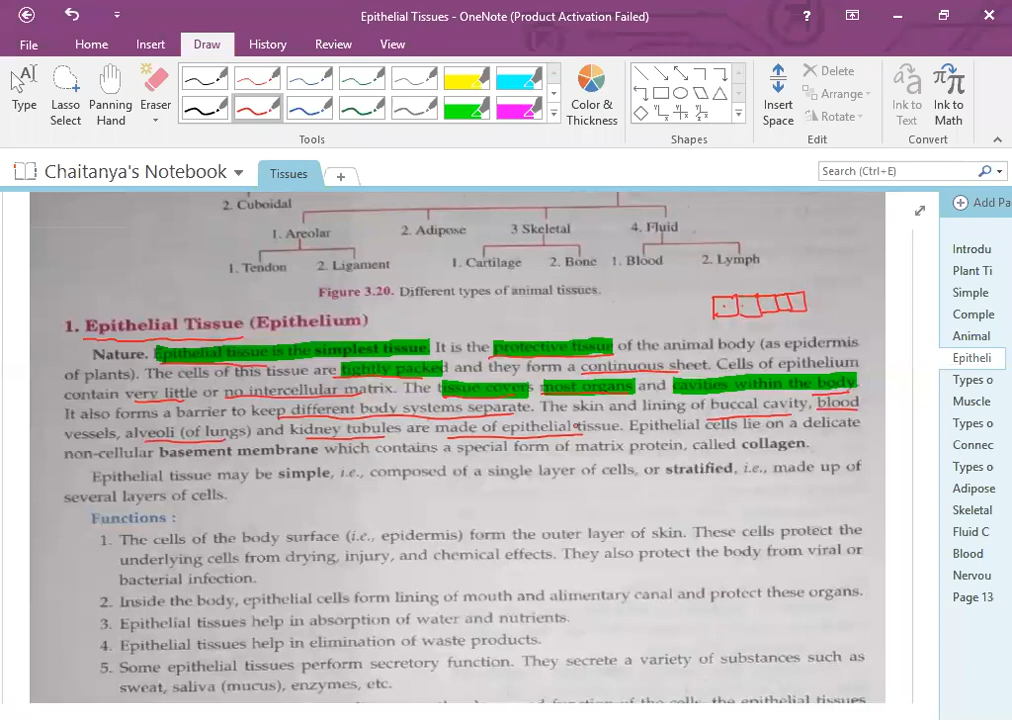 Epithelial Tissues - OneNote (Product Activation Failed)
?
File Home Insert Draw History Review View
Type Lasso Select Panning Hand Eraser Color & Thickness Insert Space Delete Arrange Rotate Ink to Text Ink to Math
Tools Shapes Edit Convert
Chaitanya's Notebook Tissues + Search (Ctrl+E)
Add Pa
Introdu
Plant Ti
Simple
Comple
Animal
Epitheli
Types o
Muscle
Types o
Connec
Types o
Adipose
Skeletal
Fluid C
Blood
Nervou
Page 13
2. Cuboidal
1. Areolar 2. Adipose 3 Skeletal 4. Fluid
1. Tendon 2. Ligament 1. Cartilage 2. Bone 1. Blood 2. Lymph
Figure 3.20. Different types of animal tissues.
1. Epithelial Tissue (Epithelium)
Nature. Epithelial tissue is the simplest tissue. It is the protective tissue of the animal body (as epidermis
of plants). The cells of this tissue are tightly packed and they form a continuous sheet. Cells of epithelium
contain very little or no intercellular matrix. The tissue covers most organs and cavities within the body.
It also forms a barrier to keep different body systems separate. The skin and lining of buccal cavity, blood
vessels, alveoli (of lungs) and kidney tubules are made of epithelial tissue. Epithelial cells lie on a delicate
non-cellular basement membrane which contains a special form of matrix protein, called collagen.
Epithelial tissue may be simple, i.e., composed of a single layer of cells, or stratified, i.e., made up of
several layers of cells.
Functions :
1. The cells of the body surface (i.e., epidermis) form the outer layer of skin. These cells protect the
underlying cells from drying, injury, and chemical effects. They also protect the body from viral or
bacterial infection.
2. Inside the body, epithelial cells form lining of mouth and alimentary canal and protect these organs.
3. Epithelial tissues help in absorption of water and nutrients.
4. Epithelial tissues help in elimination of waste products.
5. Some epithelial tissues perform secretory function. They secrete a variety of substances such as
sweat, saliva (mucus), enzymes, etc.
of the cell, the epithelial tissues